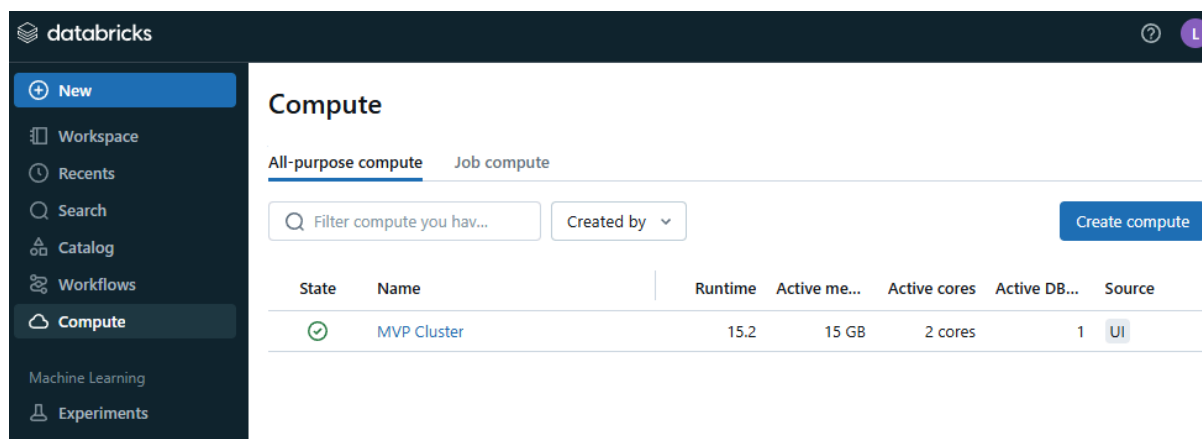 databricks
L
New
Workspace
Recents
Search
Catalog
Workflows
Compute
Machine Learning
Experiments
Compute
All-purpose compute Job compute
Filter compute you hav... Created by Create compute
State Name Runtime Active me... Active cores Active DB... Source
MVP Cluster 15.2 15 GB 2 cores 1 UI